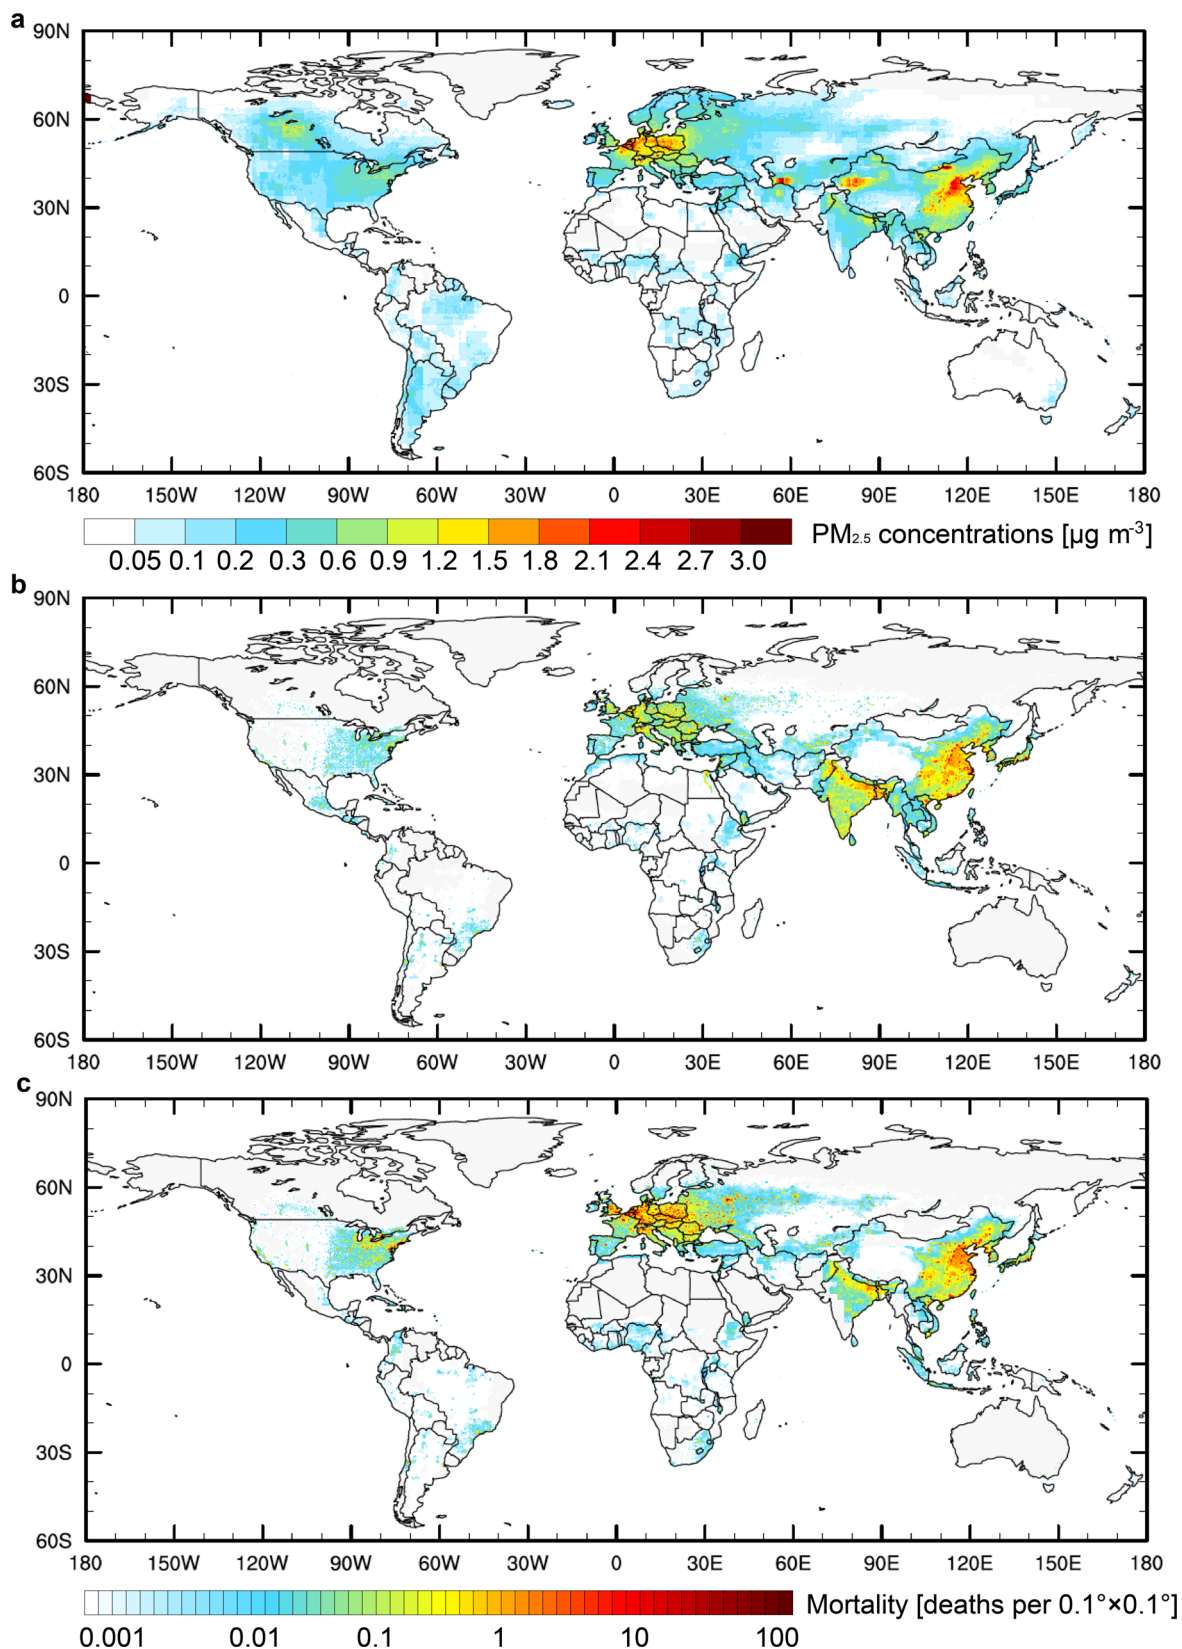 a
90N
60N
30N
0
30S
60S
180 150W 120W 90W 60W 30W 0 30E 60E 90E 120E 150E 180
0.05 0.1 0.2 0.3 0.6 0.9 1.2 1.5 1.8 2.1 2.4 2.7 3.0
PM2.5 concentrations [µg m-3]
b
90N
60N
30N
0
30S
60S
180 150W 120W 90W 60W 30W 0 30E 60E 90E 120E 150E 180
c
90N
60N
30N
0
30S
60S
180 150W 120W 90W 60W 30W 0 30E 60E 90E 120E 150E 180
0.001 0.01 0.1 1 10 100
Mortality [deaths per 0.1°×0.1°]